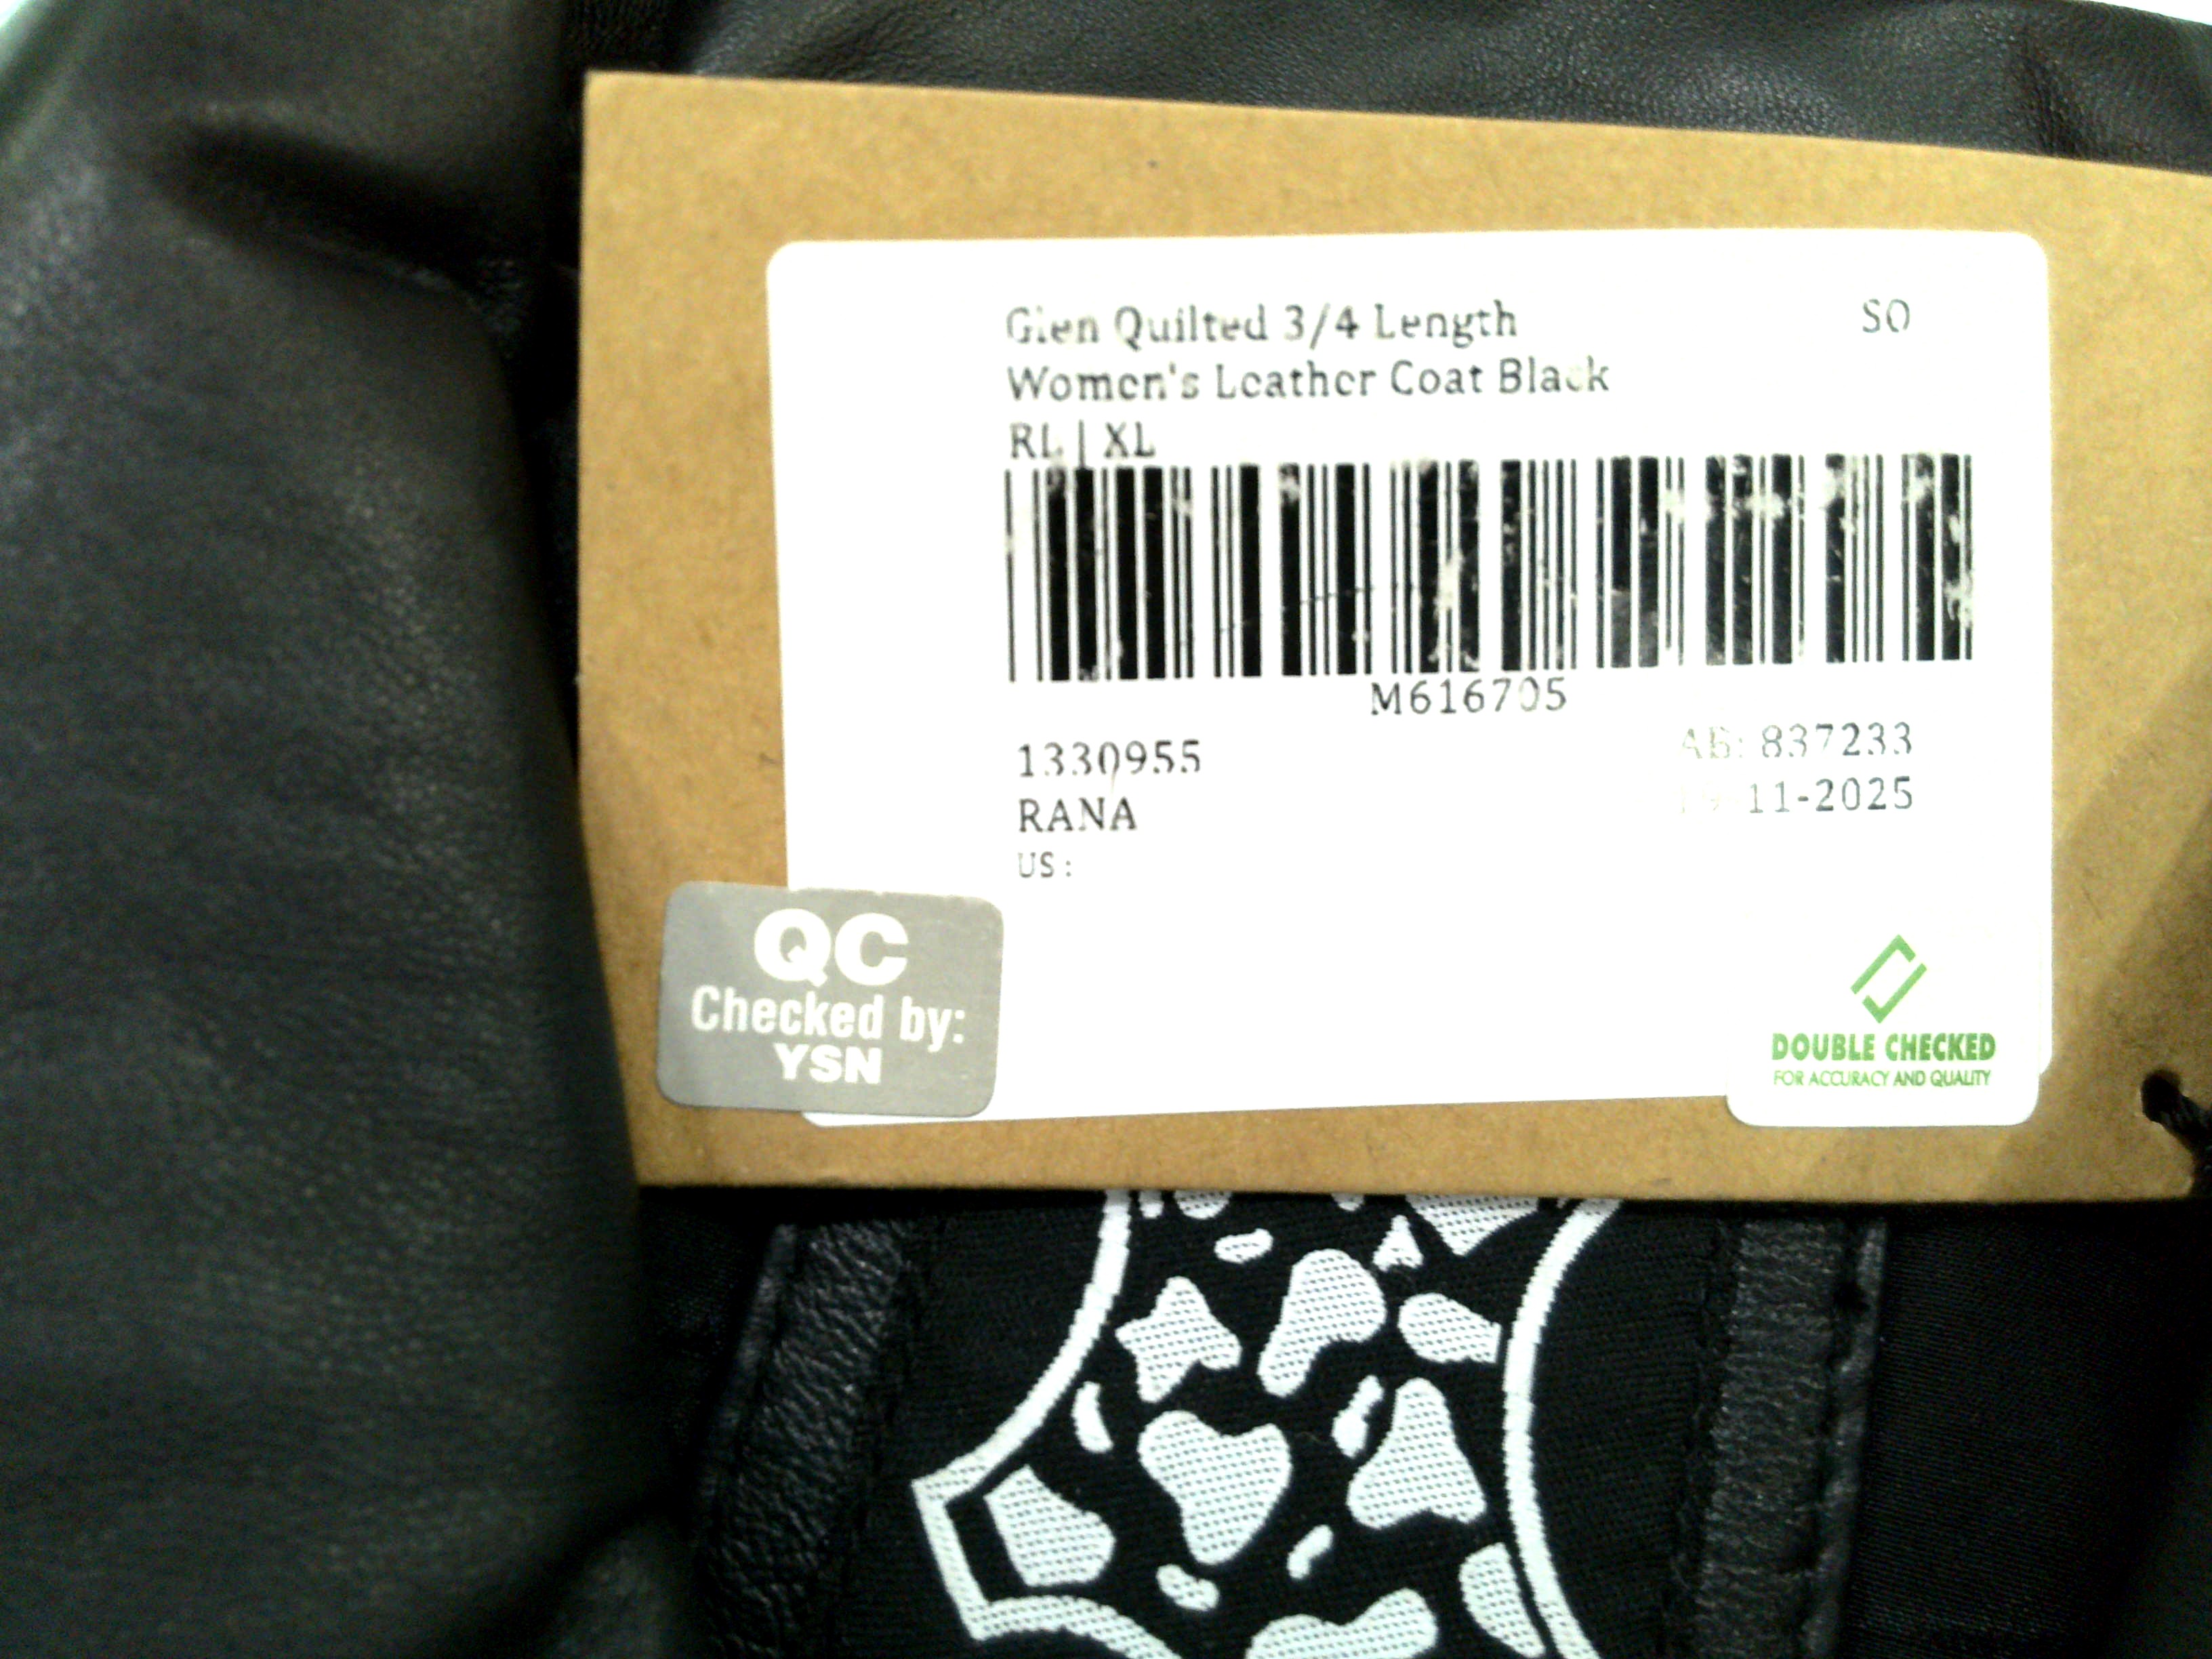 Glen Quilted 3/4 Length
SO
Women's Leather Coat Black
RL | XL
M616705
1330955
AB: 837233
RANA
11-2025
US :
QC
Checked by:
YSN
DOUBLE CHECKED
FOR ACCURACY AND QUALITY